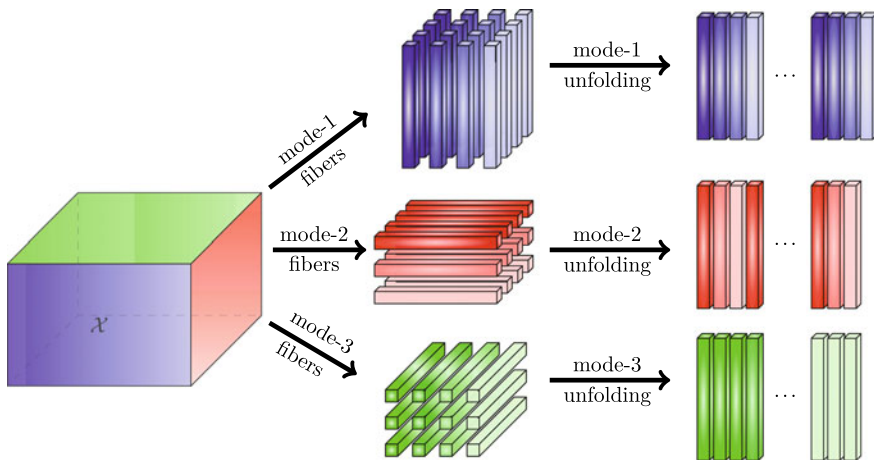 mode-1
unfolding
...
mode-1
fibers
mode-2
fibers
mode-2
unfolding
...
𝒳
mode-3
fibers
mode-3
unfolding
...